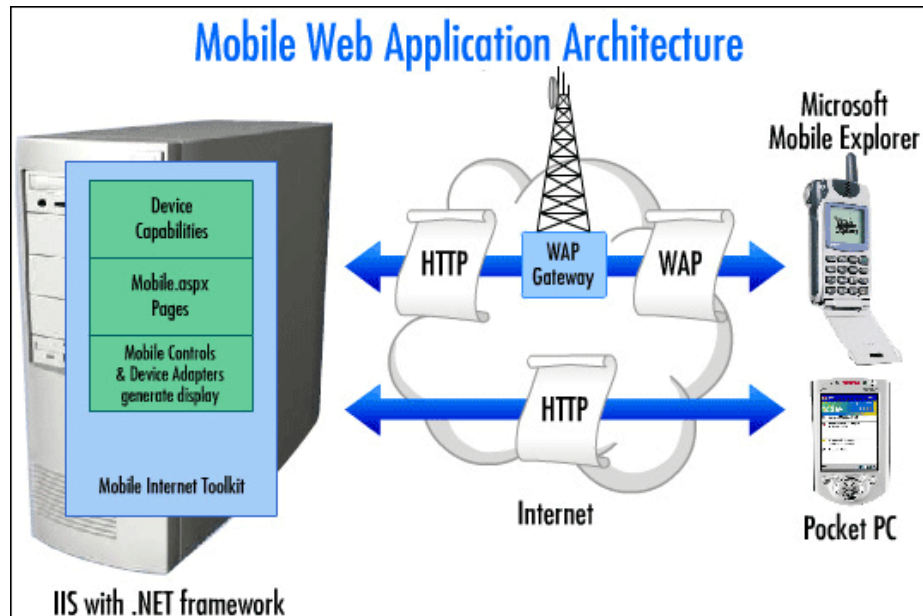 Mobile Web Application Architecture
Microsoft
Mobile Explorer
Device
Capabilities
Mobile.aspx
Pages
Mobile Controls
& Device Adapters
generate display
Mobile Internet Toolkit
IIS with .NET framework
HTTP
WAP
Gateway
WAP
HTTP
Internet
Pocket PC